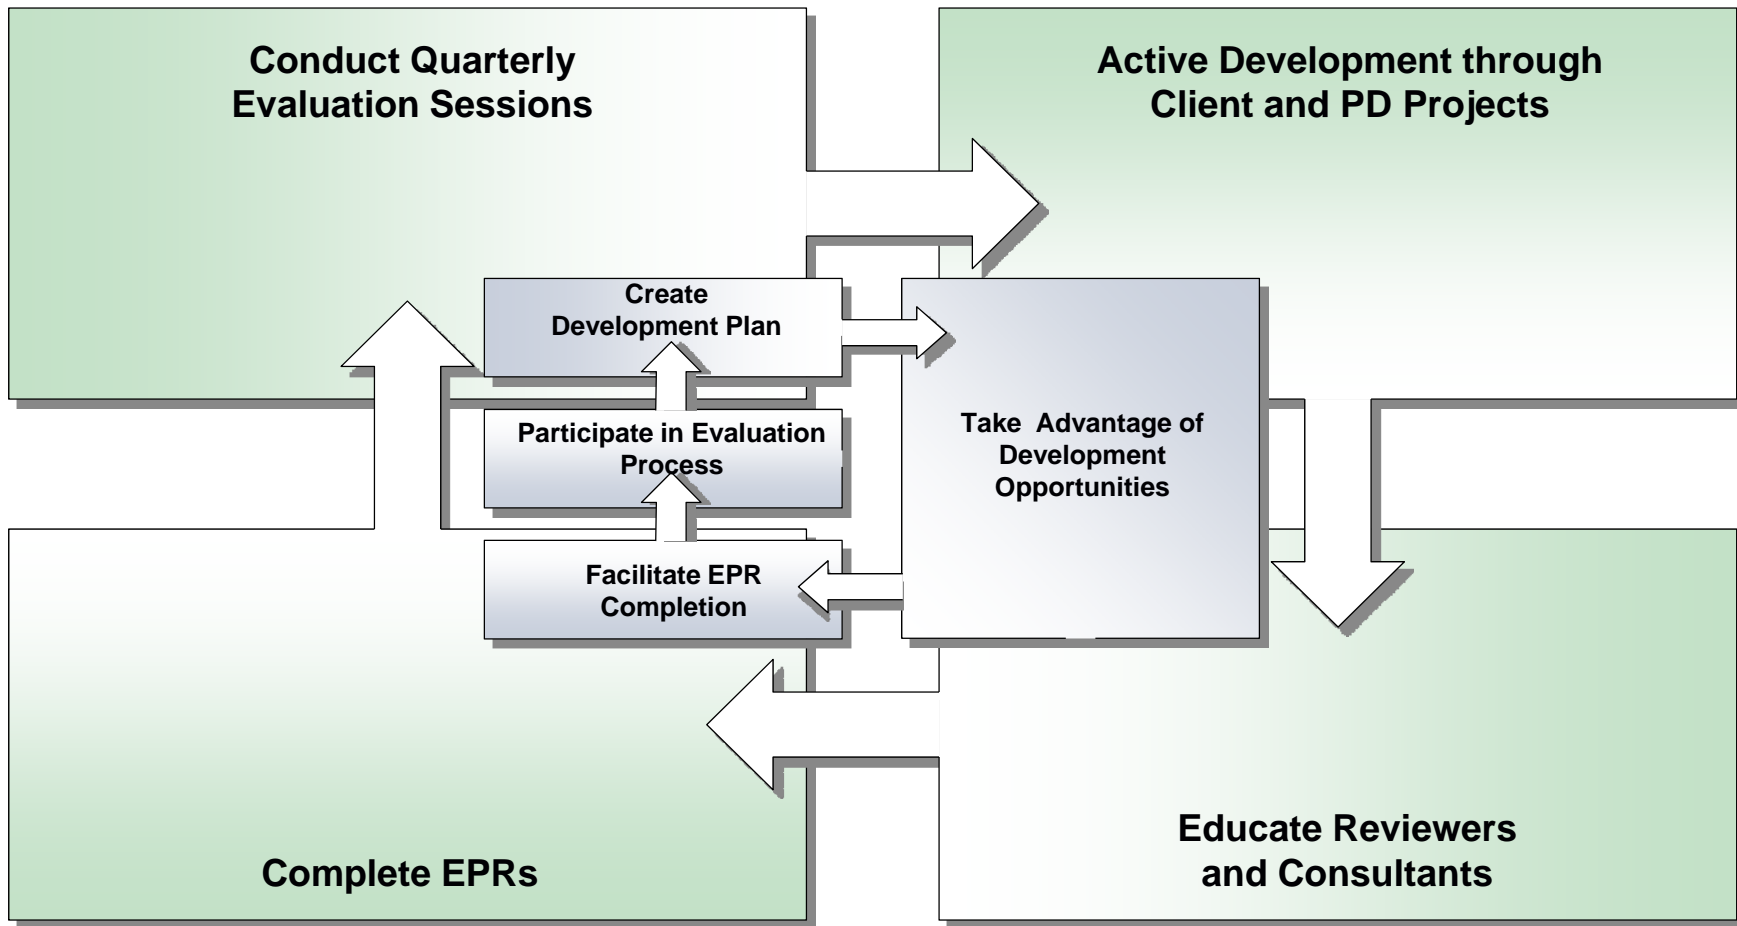 Conduct Quarterly
Evaluation Sessions
Active Development through
Client and PD Projects
Create
Development Plan
Participate in Evaluation
Process
Take Advantage of
Development
Opportunities
Facilitate EPR
Completion
Complete EPRs
Educate Reviewers
and Consultants